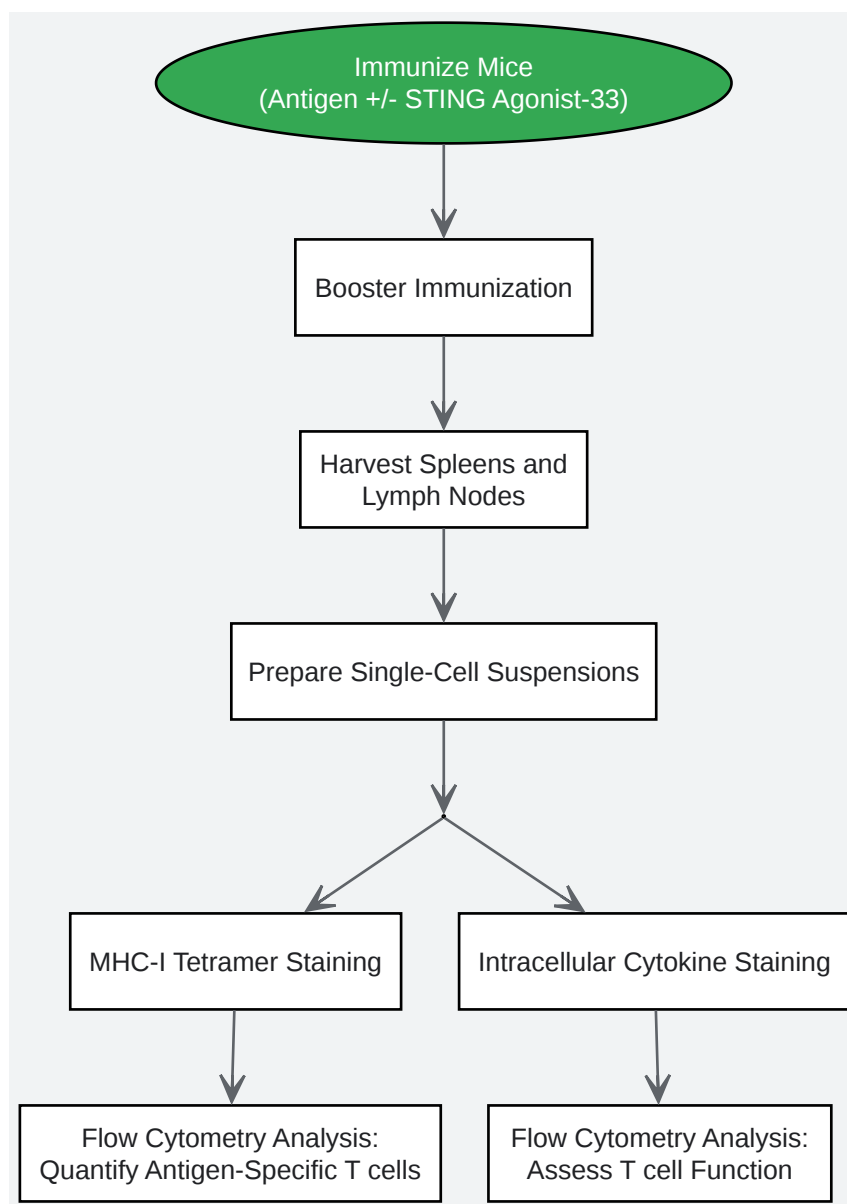 Immunize Mice
(Antigen +/- STING Agonist-33)
Booster Immunization
Harvest Spleens and
Lymph Nodes
Prepare Single-Cell Suspensions
MHC-I Tetramer Staining
Intracellular Cytokine Staining
Flow Cytometry Analysis:
Quantify Antigen-Specific T cells
Flow Cytometry Analysis:
Assess T cell Function